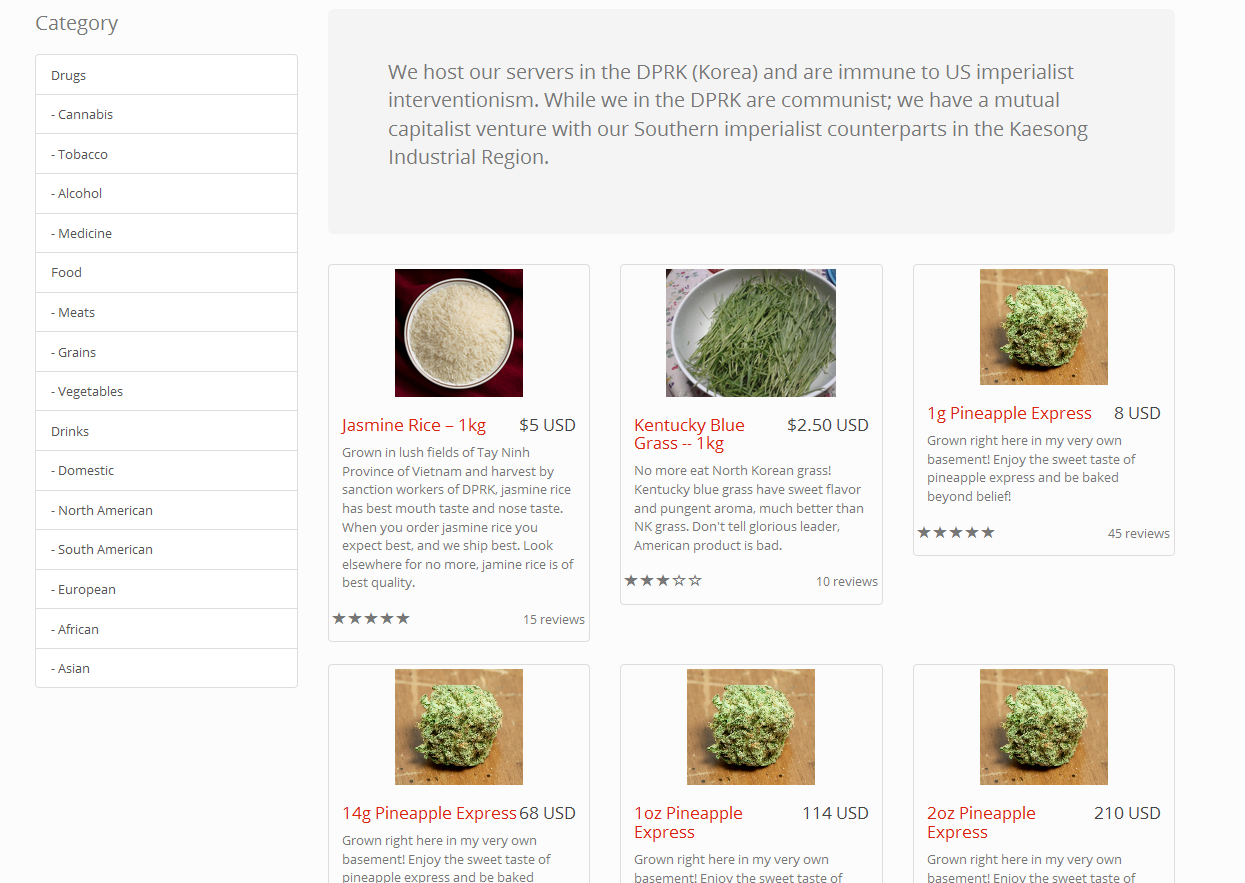 Category
Drugs
- Cannabis
- Tobacco
- Alcohol
- Medicine
Food
- Meats
- Grains
- Vegetables
Drinks
- Domestic
- North American
- South American
- European
- African
- Asian
We host our servers in the DPRK (Korea) and are immune to US imperialist
interventionism. While we in the DPRK are communist; we have a mutual
capitalist venture with our Southern imperialist counterparts in the Kaesong
Industrial Region.
Jasmine Rice – 1kg $5 USD
Grown in lush fields of Tay Ninh
Province of Vietnam and harvest by
sanction workers of DPRK, jasmine rice
has best mouth taste and nose taste.
When you order jasmine rice you
expect best, and we ship best. Look
elsewhere for no more, jamine rice is of
best quality.
★★★★★ 15 reviews
Kentucky Blue $2.50 USD
Grass -- 1kg
No more eat North Korean grass!
Kentucky blue grass have sweet flavor
and pungent aroma, much better than
NK grass. Don't tell glorious leader,
American product is bad.
★★★☆☆ 10 reviews
1g Pineapple Express 8 USD
Grown right here in my very own
basement! Enjoy the sweet taste of
pineapple express and be baked
beyond belief!
★★★★★ 45 reviews
14g Pineapple Express 68 USD
Grown right here in my very own
basement! Enjoy the sweet taste of
pineapple express and be baked
1oz Pineapple 114 USD
Express
Grown right here in my very own
basement! Enjoy the sweet taste of
2oz Pineapple 210 USD
Express
Grown right here in my very own
basement! Enjoy the sweet taste of